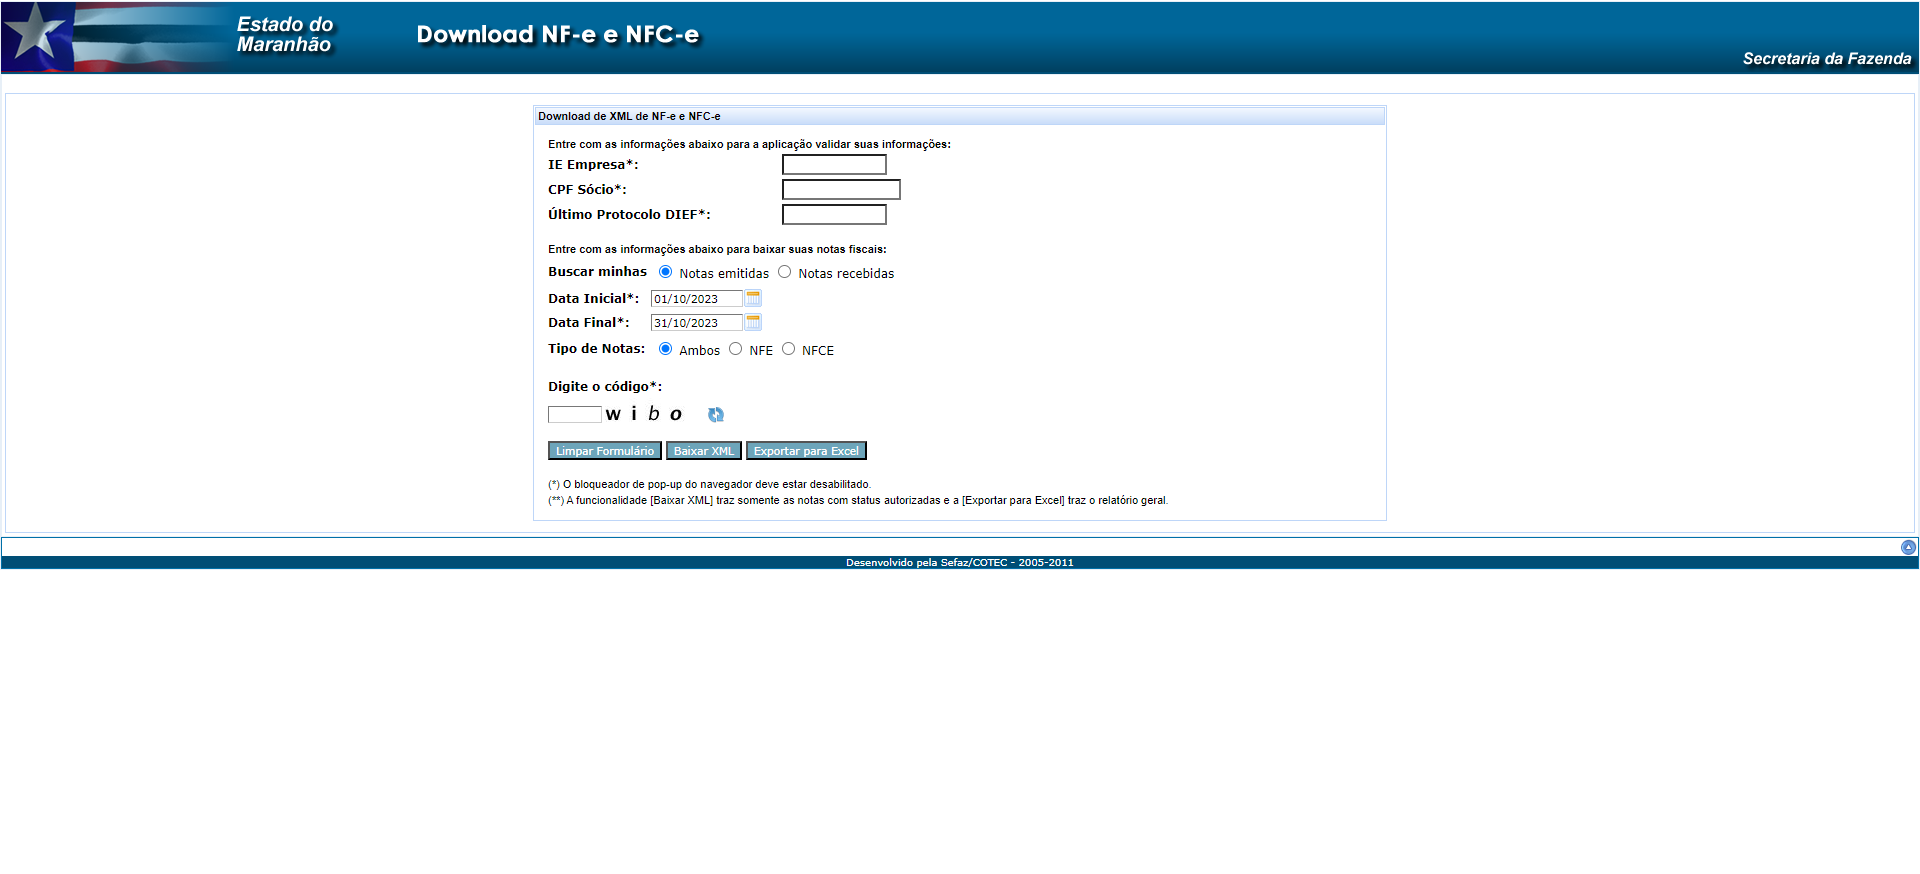 Estado do
Maranhão
Download NF-e e NFC-e
Secretaria da Fazenda
Download de XML de NF-e e NFC-e
Entre com as informações abaixo para a aplicação validar suas informações:
IE Empresa*:
CPF Sócio*:
Último Protocolo DIEF*:
Entre com as informações abaixo para baixar suas notas fiscais:
Buscar minhas Notas emitidas Notas recebidas
Data Inicial*: 01/10/2023
Data Final*: 31/10/2023
Tipo de Notas: Ambos NFE NFCE
Digite o código*:
w i b o
Limpar Formulário Baixar XML Exportar para Excel
(*) O bloqueador de pop-up do navegador deve estar desabilitado.
(**) A funcionalidade [Baixar XML] traz somente as notas com status autorizadas e a [Exportar para Excel] traz o relatório geral.
Desenvolvido pela Sefaz/COTEC - 2005-2011